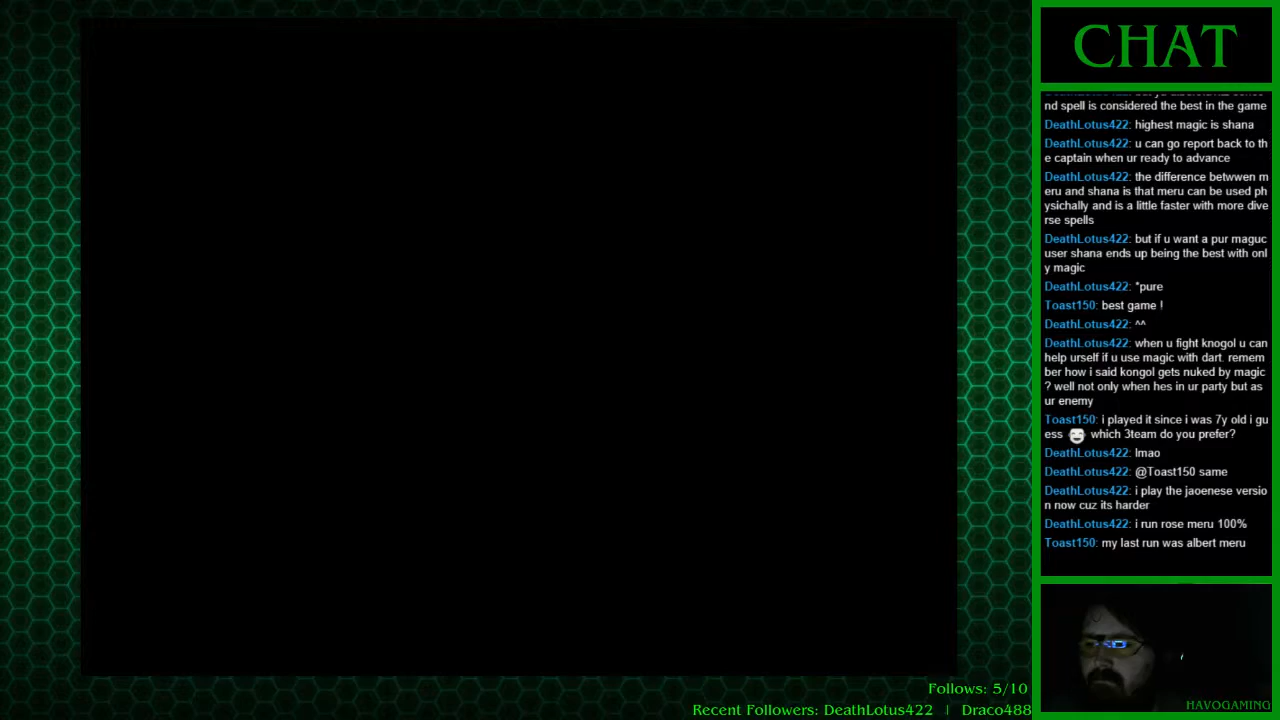 CHAT
nd spell is considered the best in the game
DeathLotus422: highest magic is shana
DeathLotus422: u can go report back to th
e captain when ur ready to advance
DeathLotus422: the difference betwwen m
eru and shana is that meru can be used ph
ysichally and is a little faster with more dive
rse spells
DeathLotus422: but if u want a pur maguc
user shana ends up being the best with onl
y magic
DeathLotus422: *pure
Toast150: best game !
DeathLotus422: ^^
DeathLotus422: when u fight knogol u can
help urself if u use magic with dart. remem
ber how i said kongol gets nuked by magic
? well not only when hes in ur party but as
ur enemy
Toast150: i played it since i was 7y old i gu
ess which 3team do you prefer?
DeathLotus422: lmao
DeathLotus422: @Toast150 same
DeathLotus422: i play the jaoenese versio
n now cuz its harder
DeathLotus422: i run rose meru 100%
Toast150: my last run was albert meru
HAVOGAMING
Follows: 5/10
Recent Followers: DeathLotus422 | Draco488